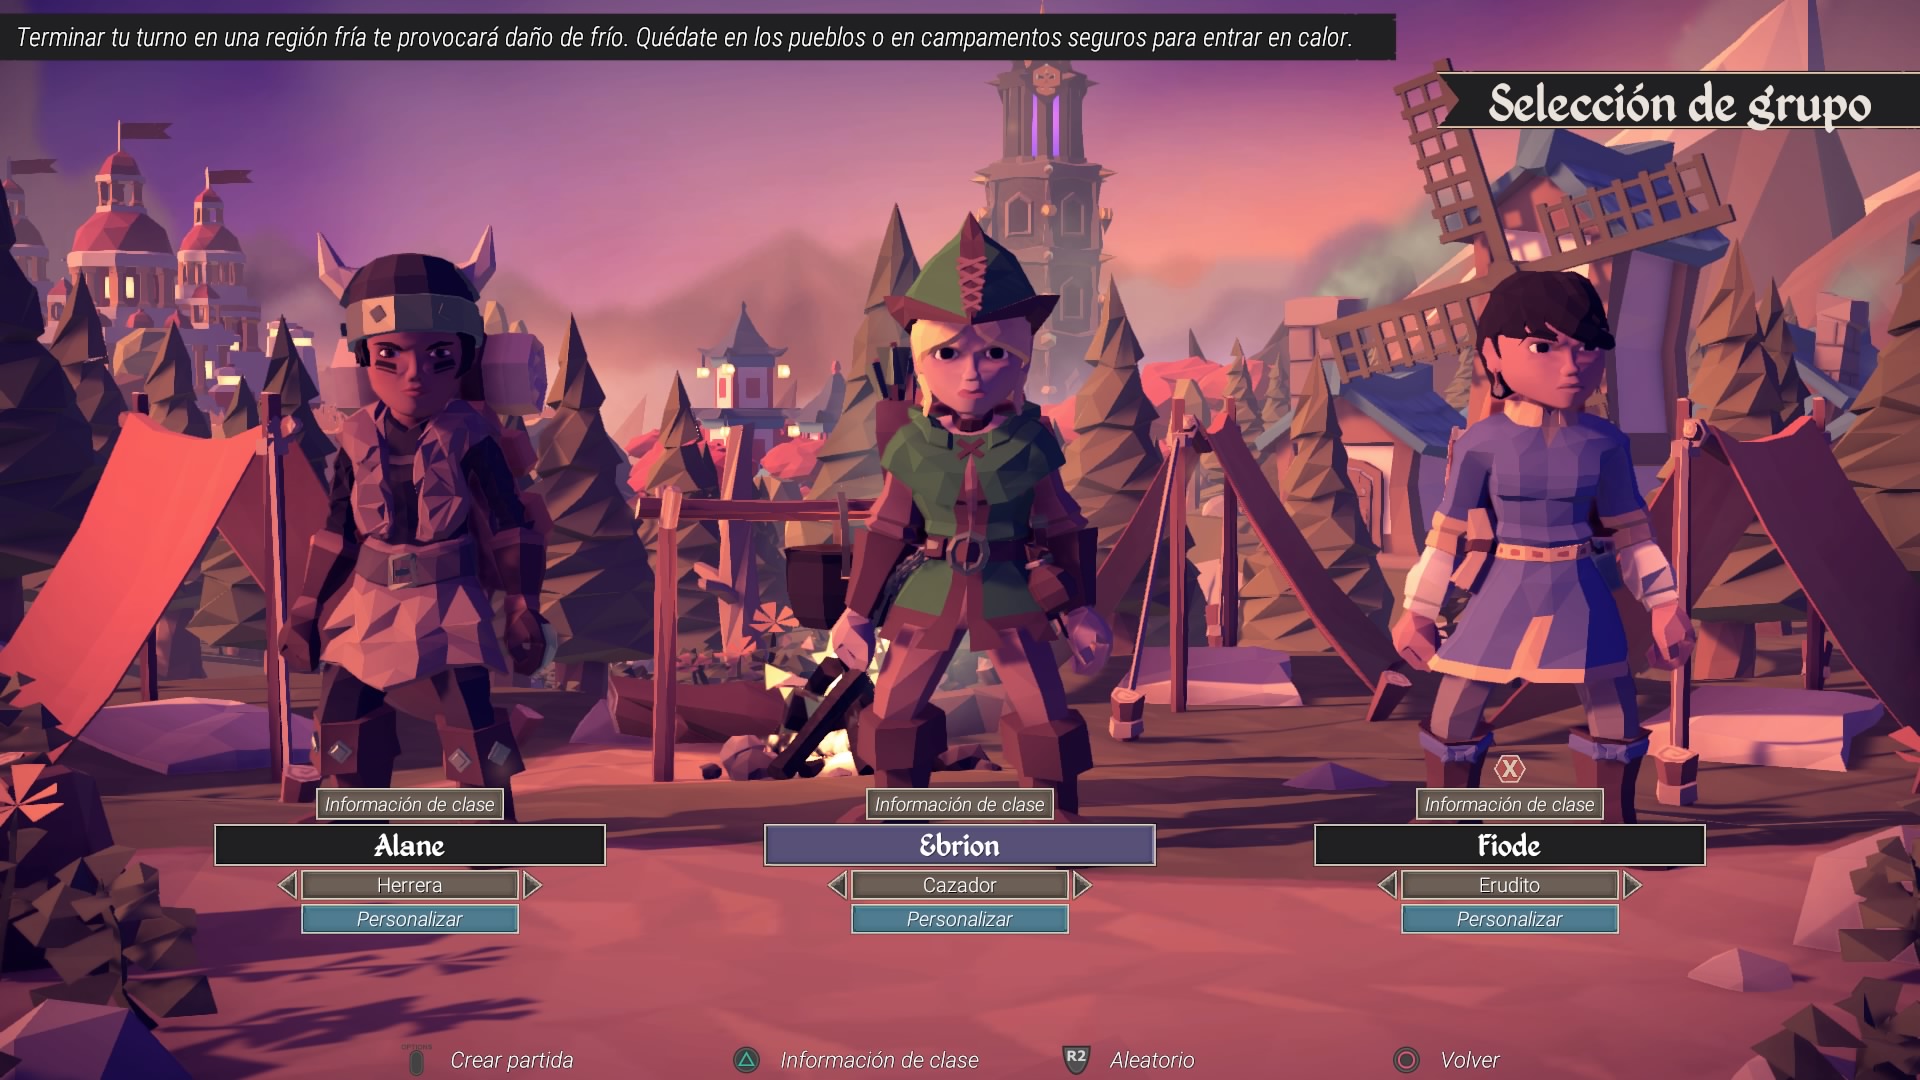 Terminar tu turno en una región fría te provocará daño de frío. Quédate en los pueblos o en campamentos seguros para entrar en calor.
Selección de grupo
X
Información de clase
Información de clase
Información de clase
Alane
Ebrion
Fiode
Herrera
Cazador
Erudito
Personalizar
Personalizar
Personalizar
OPTIONS Crear partida
Información de clase
R2 Aleatorio
Volver